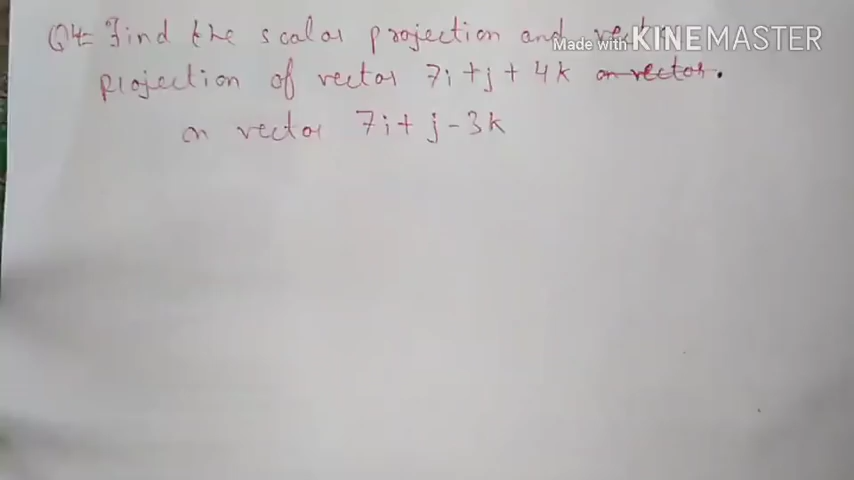 Q4= Find the scalar projection and vector
Made with KINEMASTER
projection of vector 7i + j + 4k on vector.
on vector 7i + j - 3k